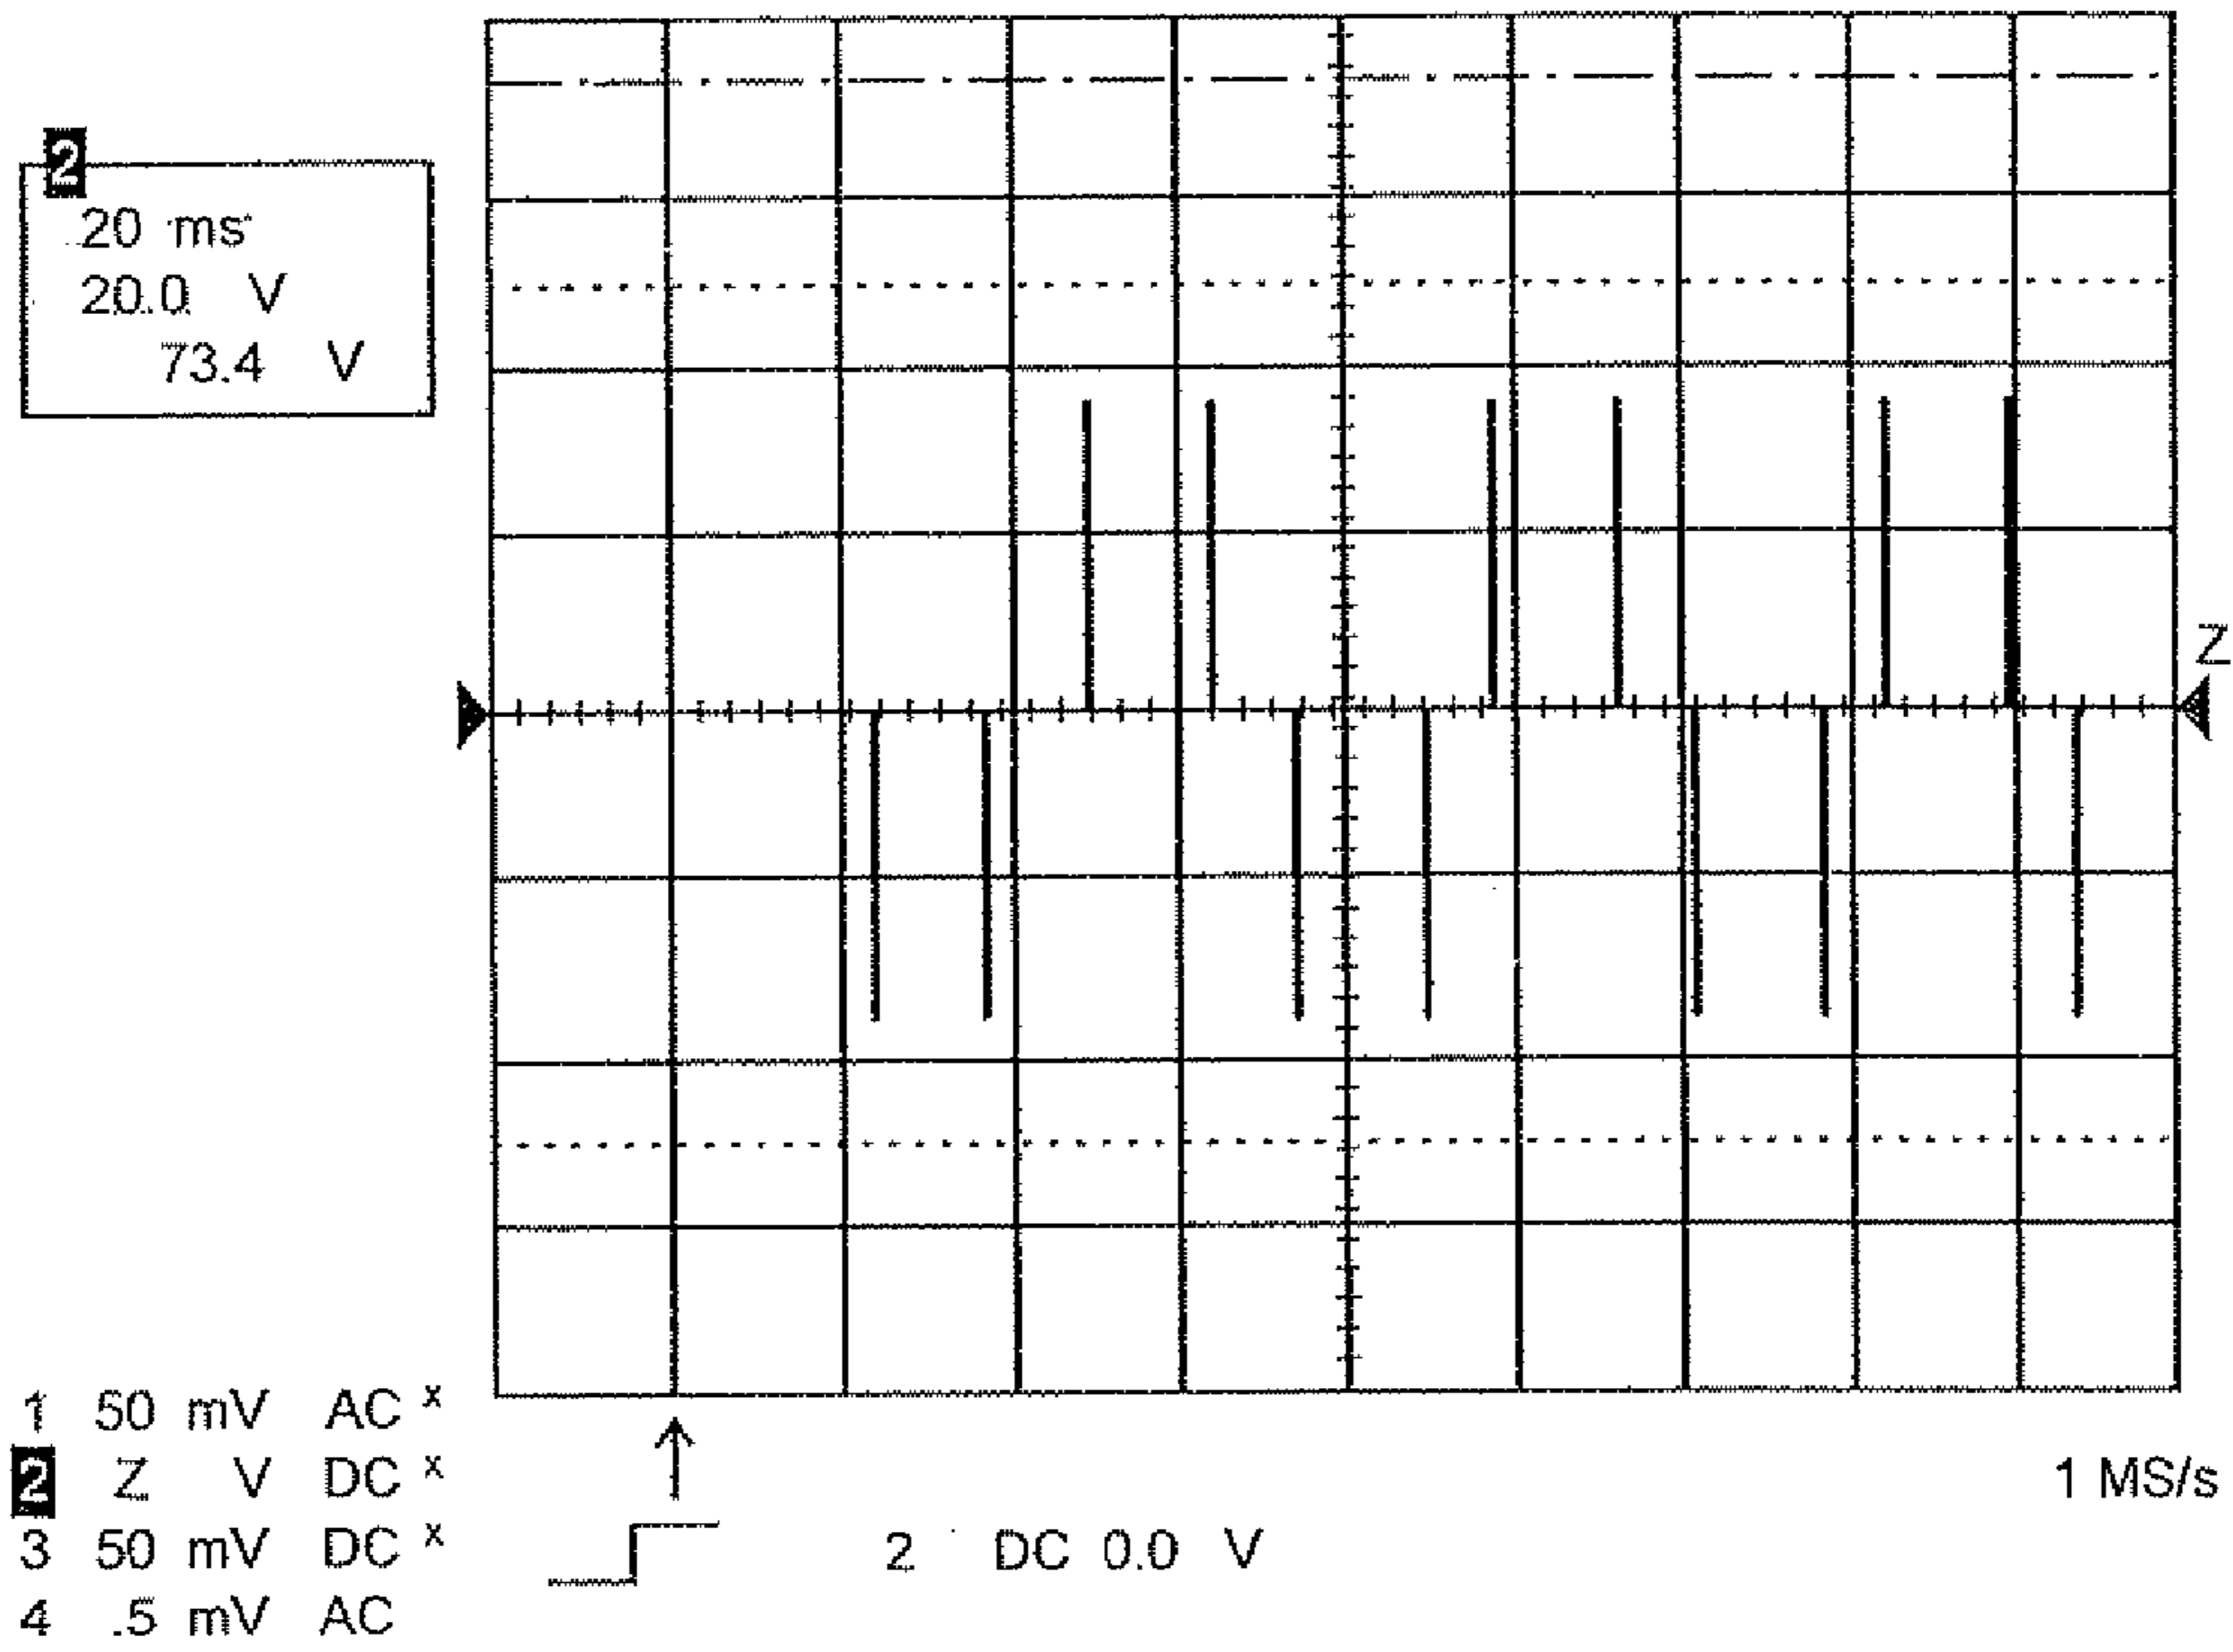 2
20 ms
20.0 V
73.4 V
Z
1 50 mV AC x
2 Z V DC x
3 50 mV DC x
4 .5 mV AC
1 MS/s
2 DC 0.0 V